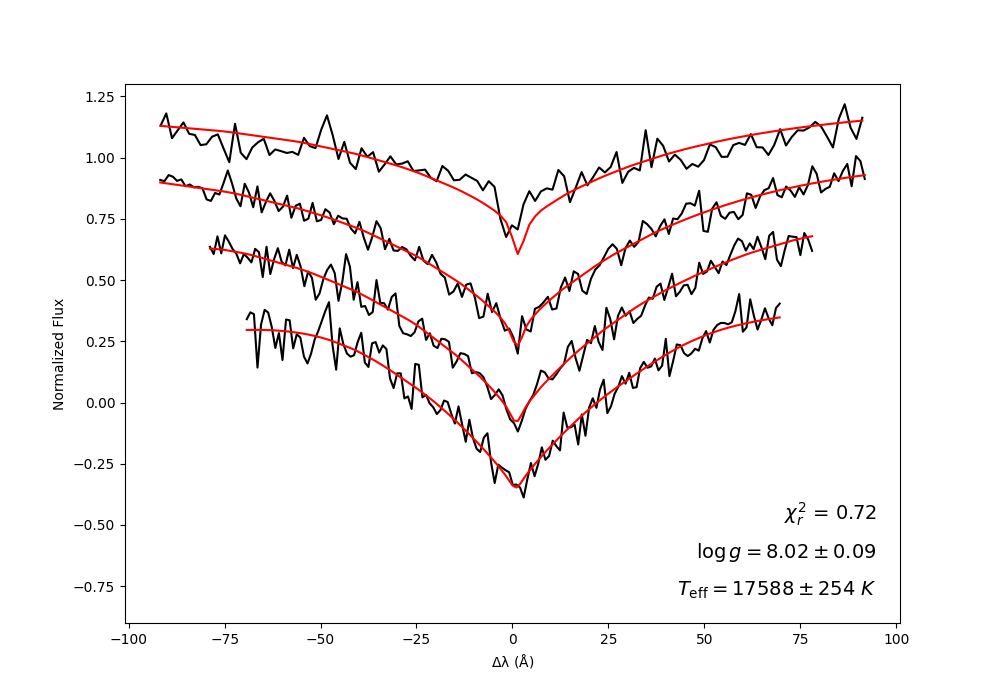 1.25
1.00
0.75
0.50
0.25
0.00
−0.25
−0.50
−0.75
Normalized Flux
χ²ᵣ = 0.72
log g = 8.02 ± 0.09
T_eff = 17588 ± 254 K
−100 −75 −50 −25 0 25 50 75 100
Δλ (Å)